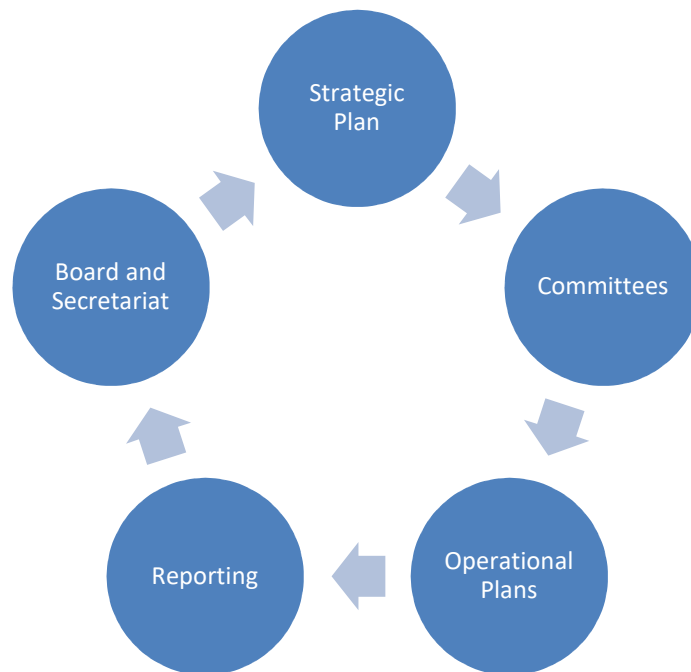 Strategic
Plan
Committees
Operational
Plans
Reporting
Board and
Secretariat